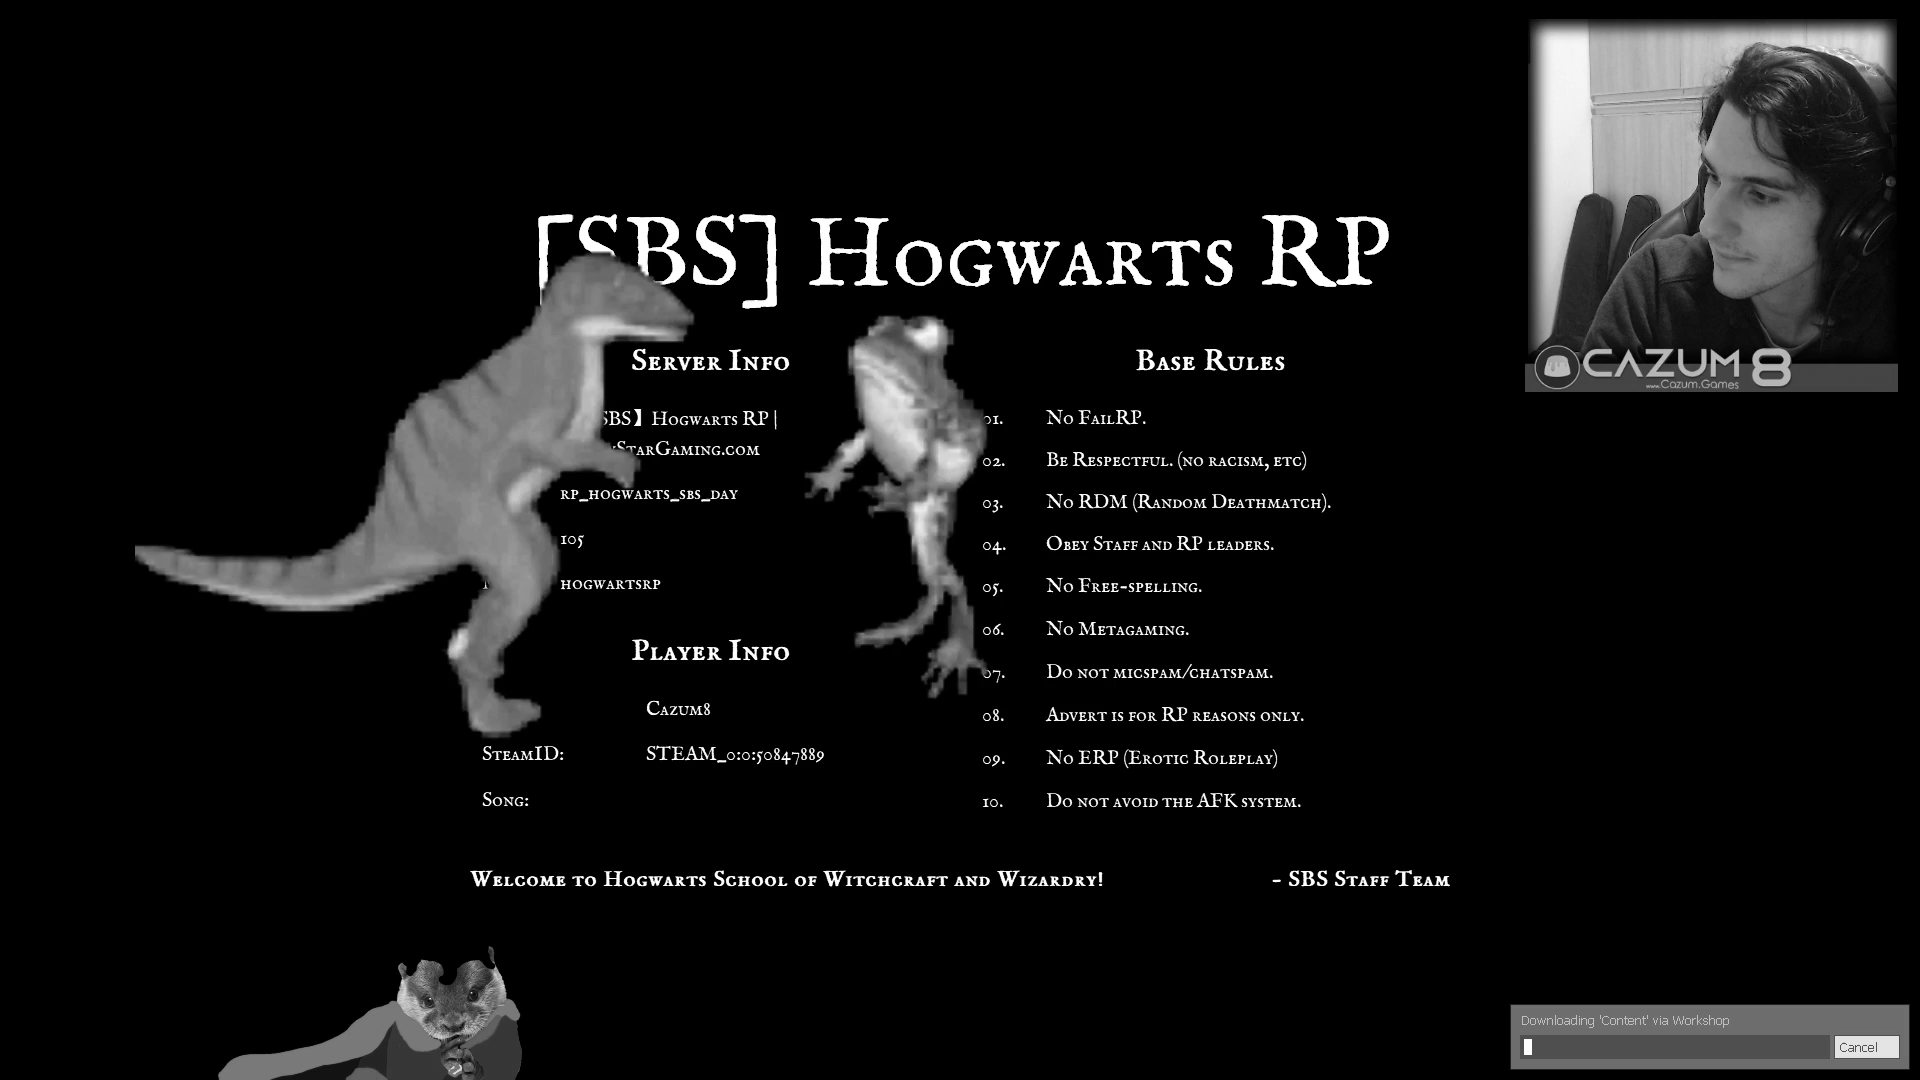 [SBS] Hogwarts RP
CAZUM 8
www.Cazum.Games
Server Info
SBS】Hogwarts RP |
StarGaming.com
rp_hogwarts_sbs_day
105
hogwartsrp
Player Info
Cazum8
SteamID: STEAM_0:0:50847889
Song:
Base Rules
01. No FailRP.
02. Be Respectful. (no racism, etc)
03. No RDM (Random Deathmatch).
04. Obey Staff and RP leaders.
05. No Free-spelling.
06. No Metagaming.
07. Do not micspam/chatspam.
08. Advert is for RP reasons only.
09. No ERP (Erotic Roleplay)
10. Do not avoid the AFK system.
Welcome to Hogwarts School of Witchcraft and Wizardry! - SBS Staff Team
Downloading 'Content' via Workshop
Cancel